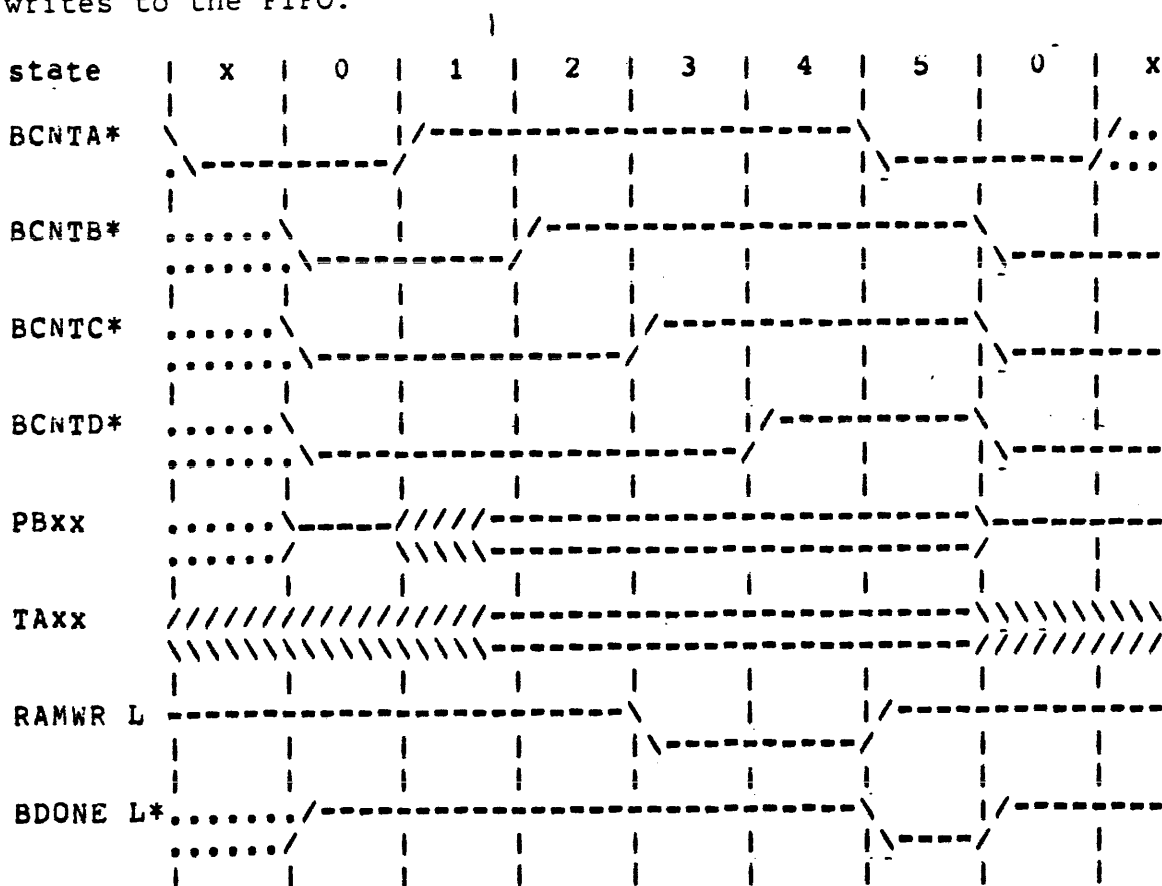 writes to the FIFO.
state | x | 0 | 1 | 2 | 3 | 4 | 5 | 0 | x
BCNTA*
BCNTB*
BCNTC*
BCNTD*
PBxx
TAxx
RAMWR L
BDONE L*